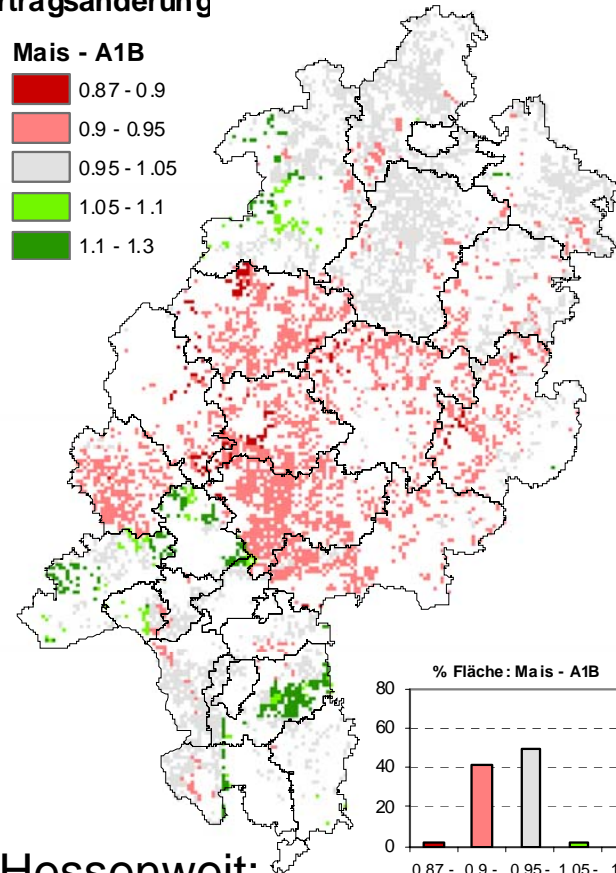 rtragsänderung
Mais - A1B
0.87 - 0.9
0.9 - 0.95
0.95 - 1.05
1.05 - 1.1
1.1 - 1.3
% Fläche: Mais - A1B
80
60
40
20
0
0.87 - 0.9 - 0.95 - 1.05 - 1
Hessenweit: